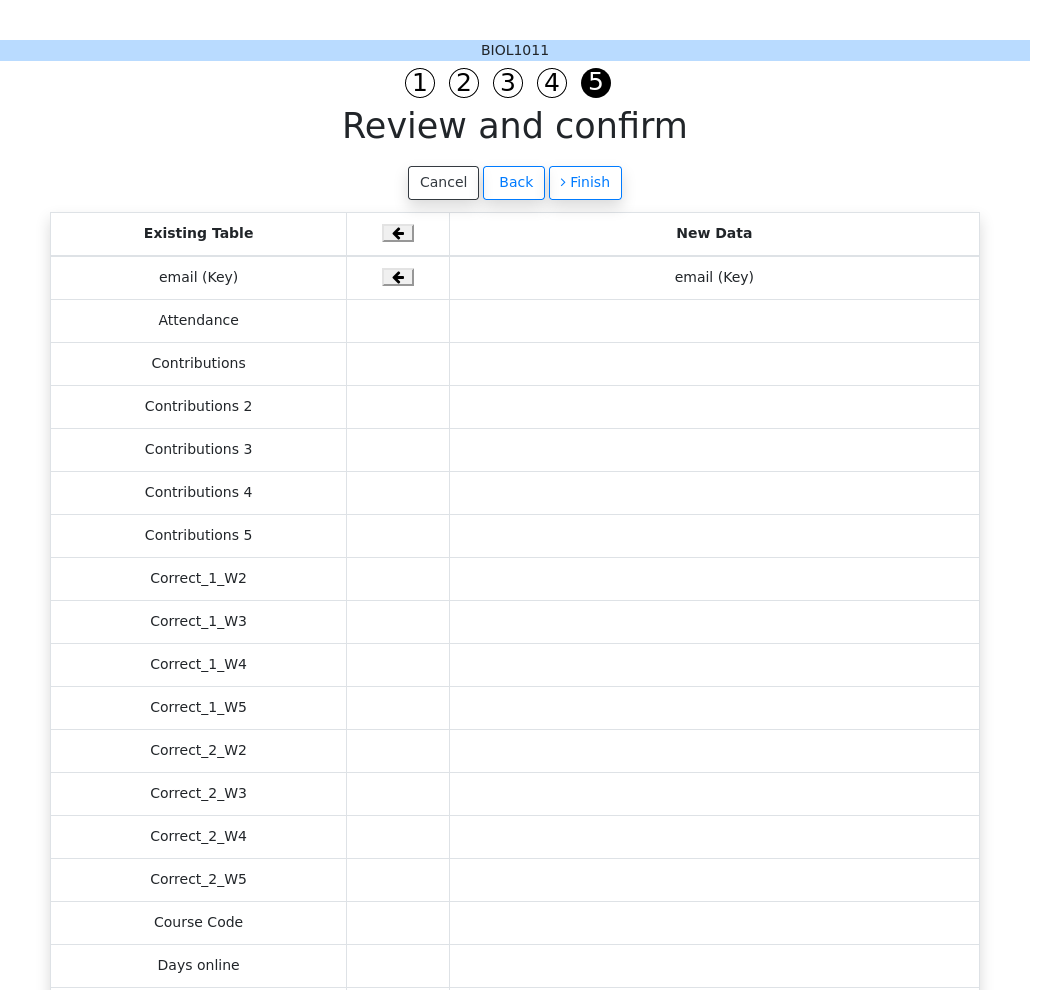 BIOL1011
1 2 3 4 5
Review and confirm
Cancel Back › Finish
Existing Table New Data
email (Key) email (Key)
Attendance
Contributions
Contributions 2
Contributions 3
Contributions 4
Contributions 5
Correct_1_W2
Correct_1_W3
Correct_1_W4
Correct_1_W5
Correct_2_W2
Correct_2_W3
Correct_2_W4
Correct_2_W5
Course Code
Days online